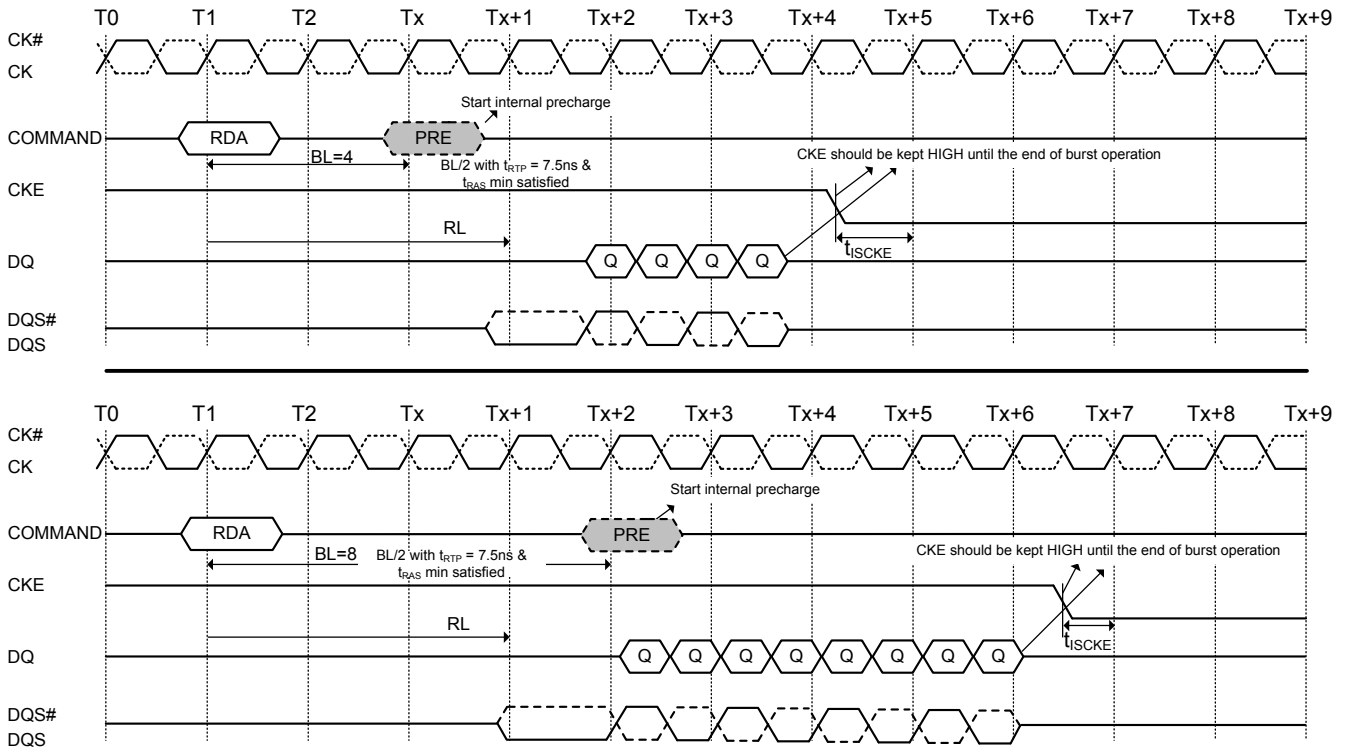 T0 T1 T2 Tx Tx+1 Tx+2 Tx+3 Tx+4 Tx+5 Tx+6 Tx+7 Tx+8 Tx+9
CK#
CK
Start internal precharge
COMMAND RDA PRE
BL=4
BL/2 with tRTP = 7.5ns &
tRAS min satisfied
CKE should be kept HIGH until the end of burst operation
CKE
RL
tISCKE
DQ Q Q Q Q
DQS#
DQS
T0 T1 T2 Tx Tx+1 Tx+2 Tx+3 Tx+4 Tx+5 Tx+6 Tx+7 Tx+8 Tx+9
CK#
CK
Start internal precharge
COMMAND RDA PRE
BL=8
BL/2 with tRTP = 7.5ns &
tRAS min satisfied
CKE should be kept HIGH until the end of burst operation
CKE
RL
tISCKE
DQ Q Q Q Q Q Q Q Q
DQS#
DQS